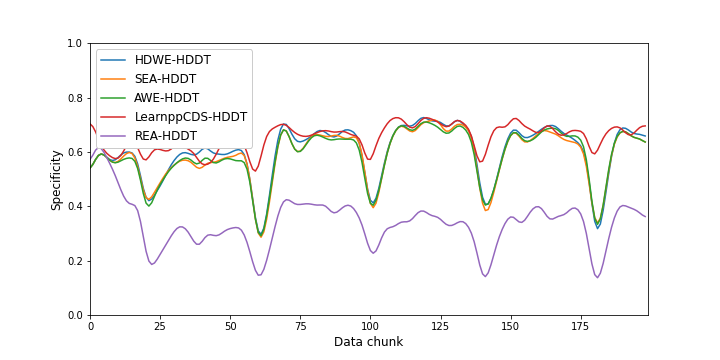 1.0
0.8
0.6
0.4
0.2
0.0
Specificity
HDWE-HDDT
SEA-HDDT
AWE-HDDT
LearnppCDS-HDDT
REA-HDDT
0 25 50 75 100 125 150 175
Data chunk